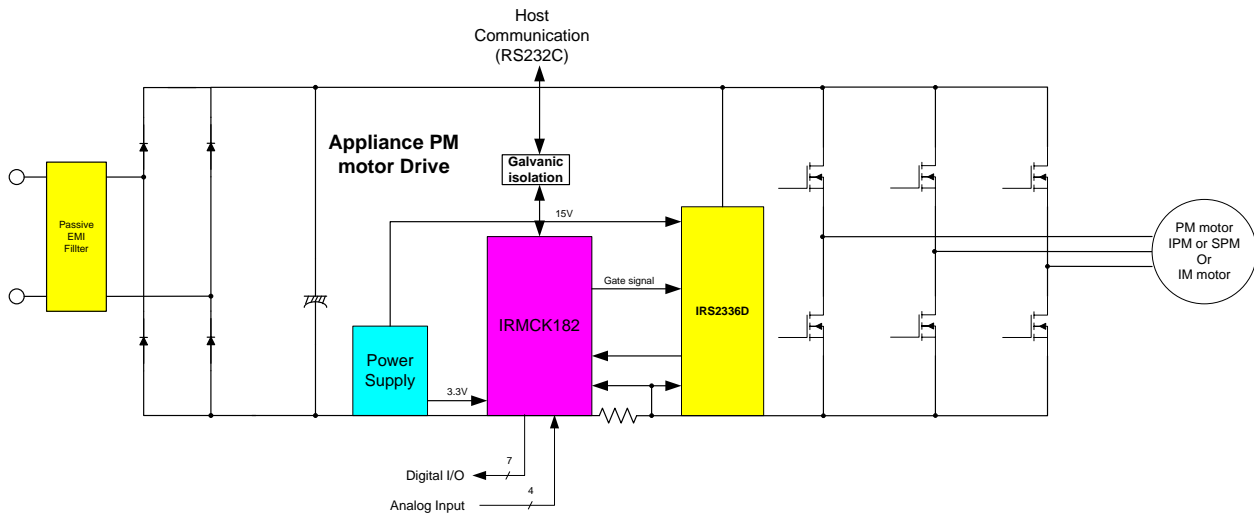 Host
Communication
(RS232C)
Appliance PM
motor Drive
Galvanic
isolation
Passive
EMI
Fillter
15V
Gate signal
IRMCK182
IRS2336D
PM motor
IPM or SPM
Or
IM motor
Power
Supply
3.3V
7
Digital I/O
4
Analog Input